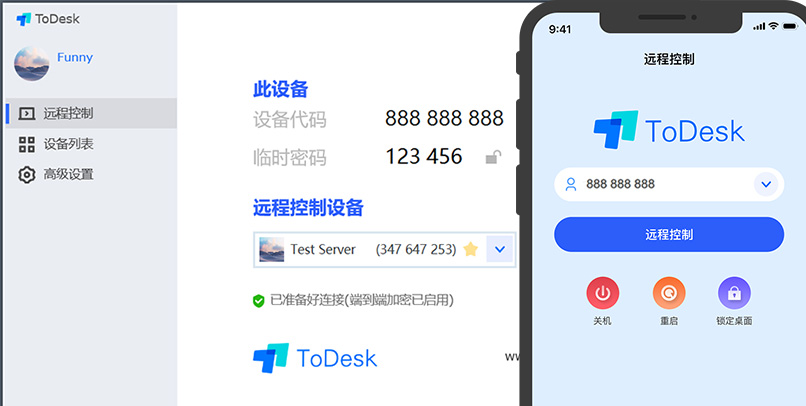 ToDesk
Funny
远程控制
设备列表
高级设置
此设备
设备代码 888 888 888
临时密码 123 456
远程控制设备
Test Server (347 647 253)
已准备好连接(端到端加密已启用)
ToDesk
9:41
远程控制
ToDesk
888 888 888
远程控制
关机 重启 锁定桌面